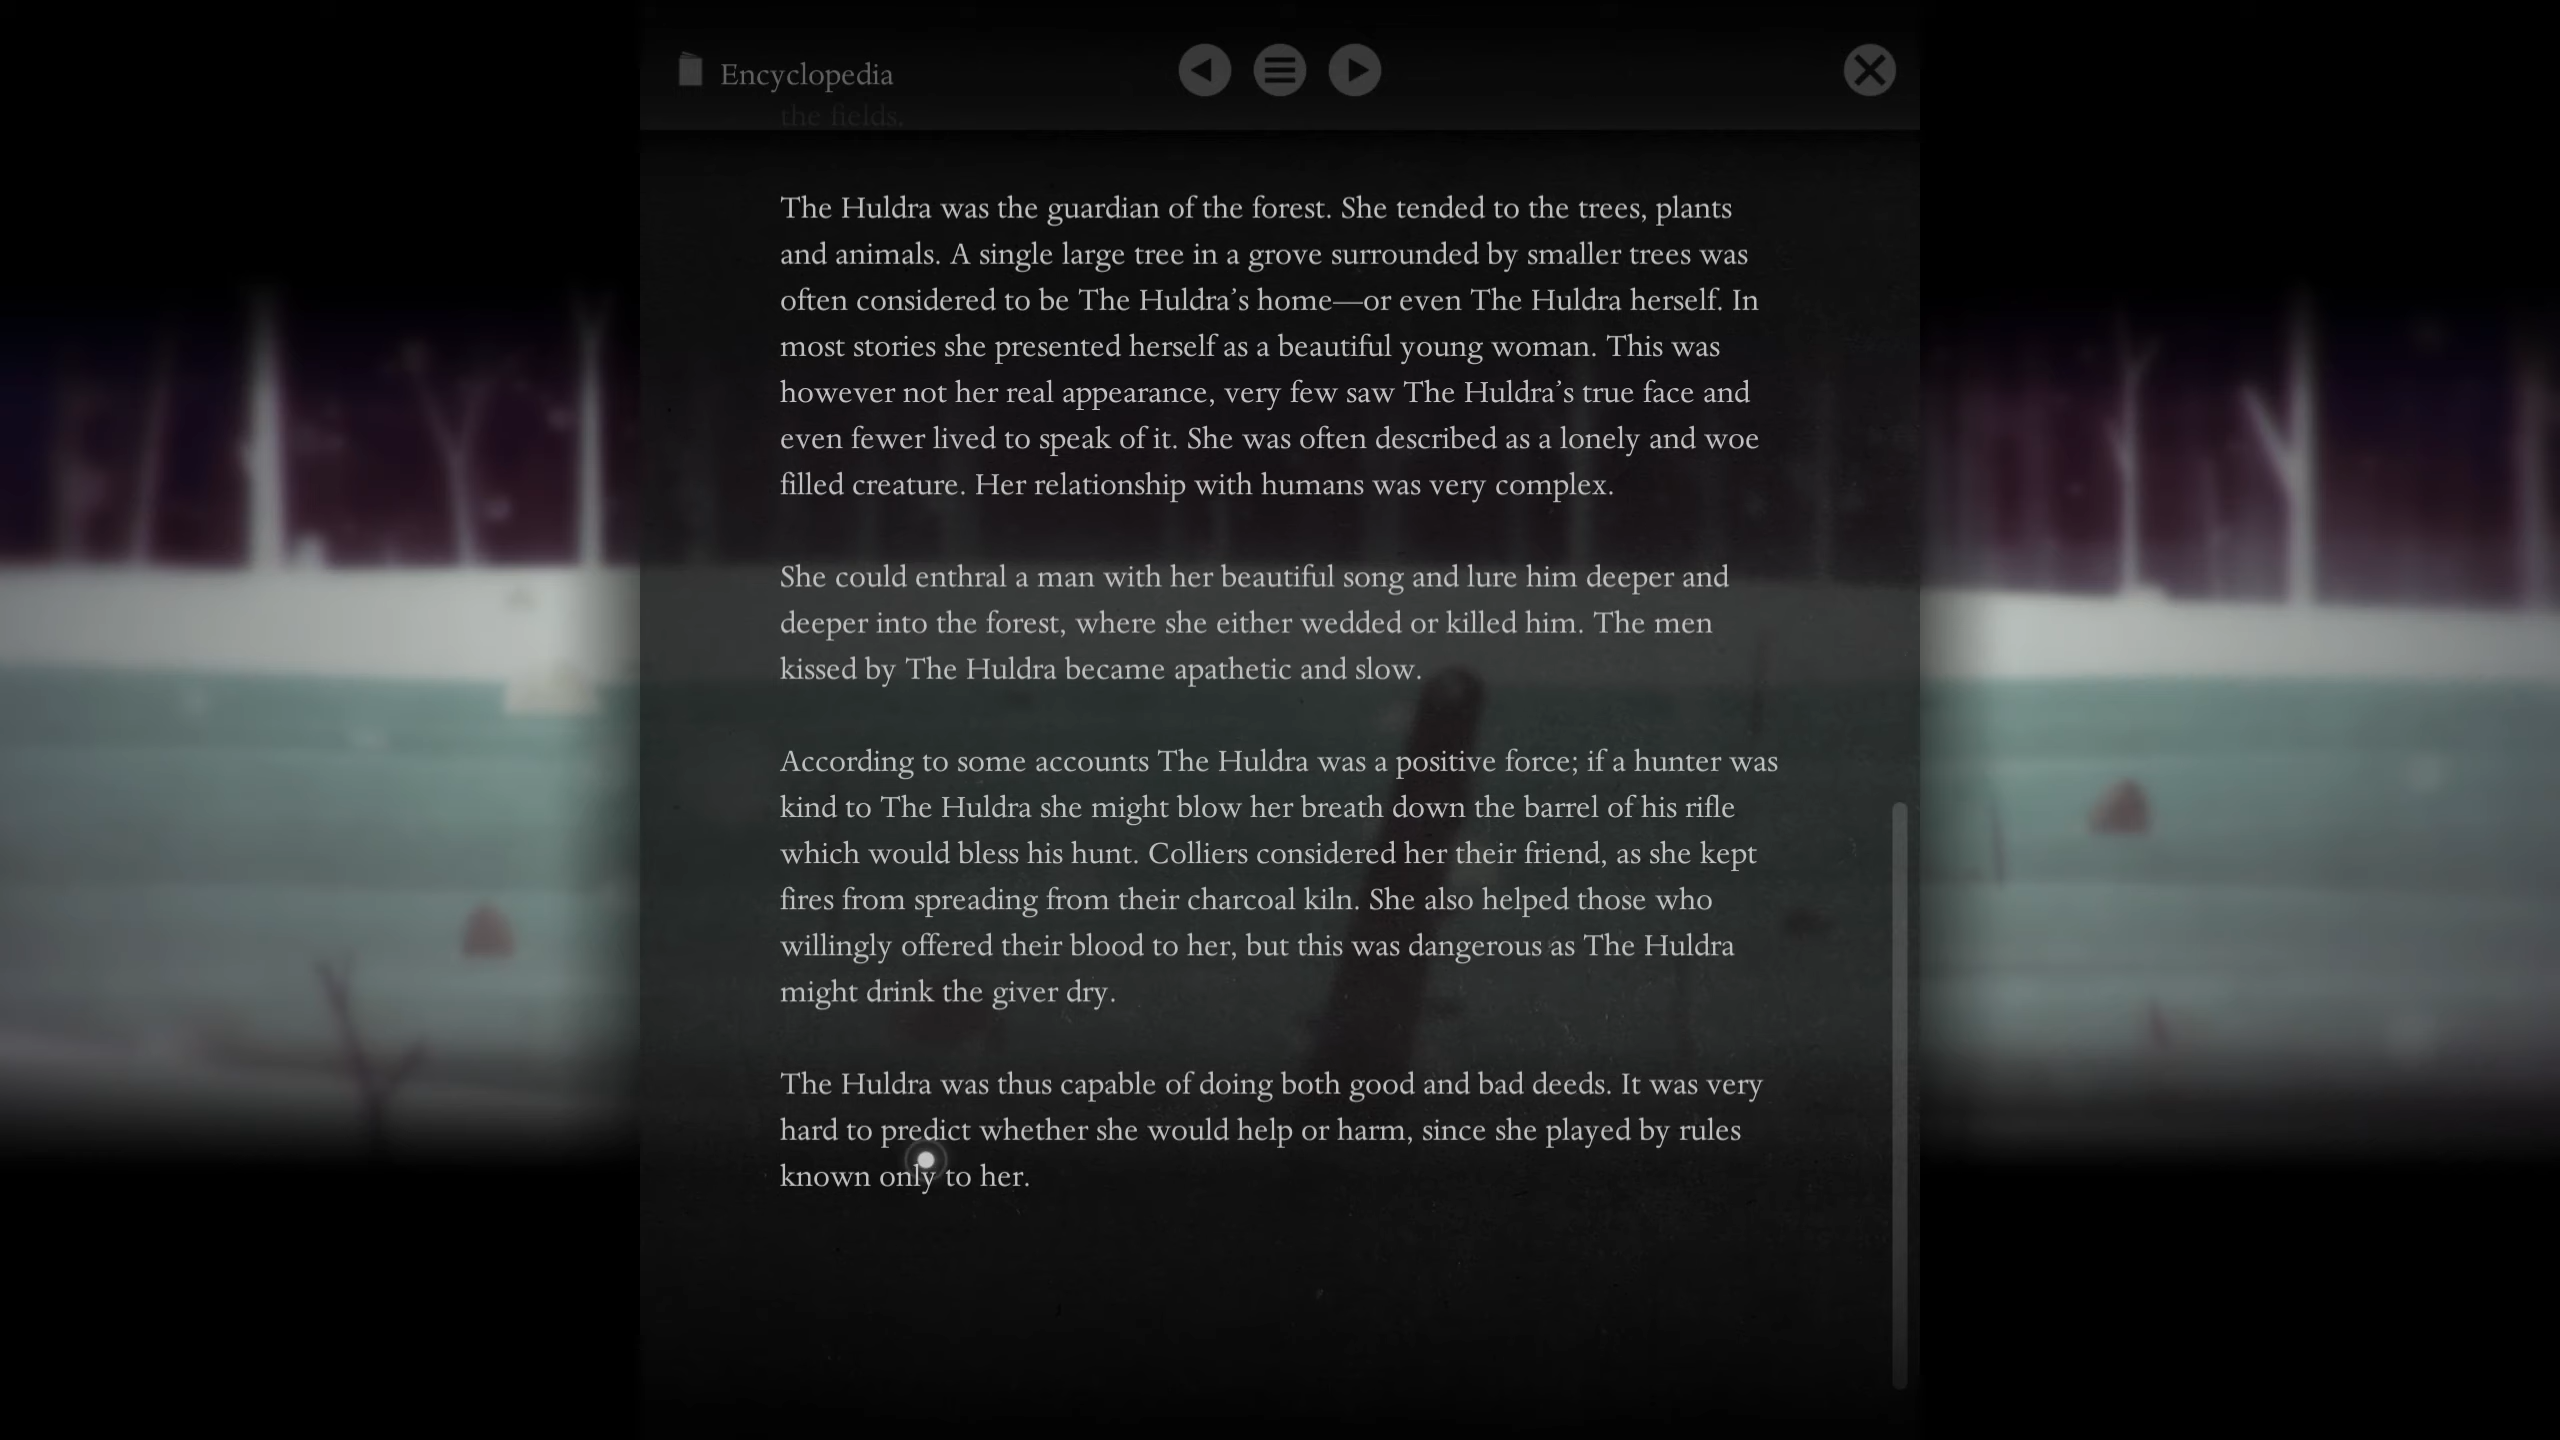 Encyclopedia
the fields.
The Huldra was the guardian of the forest. She tended to the trees, plants
and animals. A single large tree in a grove surrounded by smaller trees was
often considered to be The Huldra’s home—or even The Huldra herself. In
most stories she presented herself as a beautiful young woman. This was
however not her real appearance, very few saw The Huldra’s true face and
even fewer lived to speak of it. She was often described as a lonely and woe
filled creature. Her relationship with humans was very complex.
She could enthral a man with her beautiful song and lure him deeper and
deeper into the forest, where she either wedded or killed him. The men
kissed by The Huldra became apathetic and slow.
According to some accounts The Huldra was a positive force; if a hunter was
kind to The Huldra she might blow her breath down the barrel of his rifle
which would bless his hunt. Colliers considered her their friend, as she kept
fires from spreading from their charcoal kiln. She also helped those who
willingly offered their blood to her, but this was dangerous as The Huldra
might drink the giver dry.
The Huldra was thus capable of doing both good and bad deeds. It was very
hard to predict whether she would help or harm, since she played by rules
known only to her.